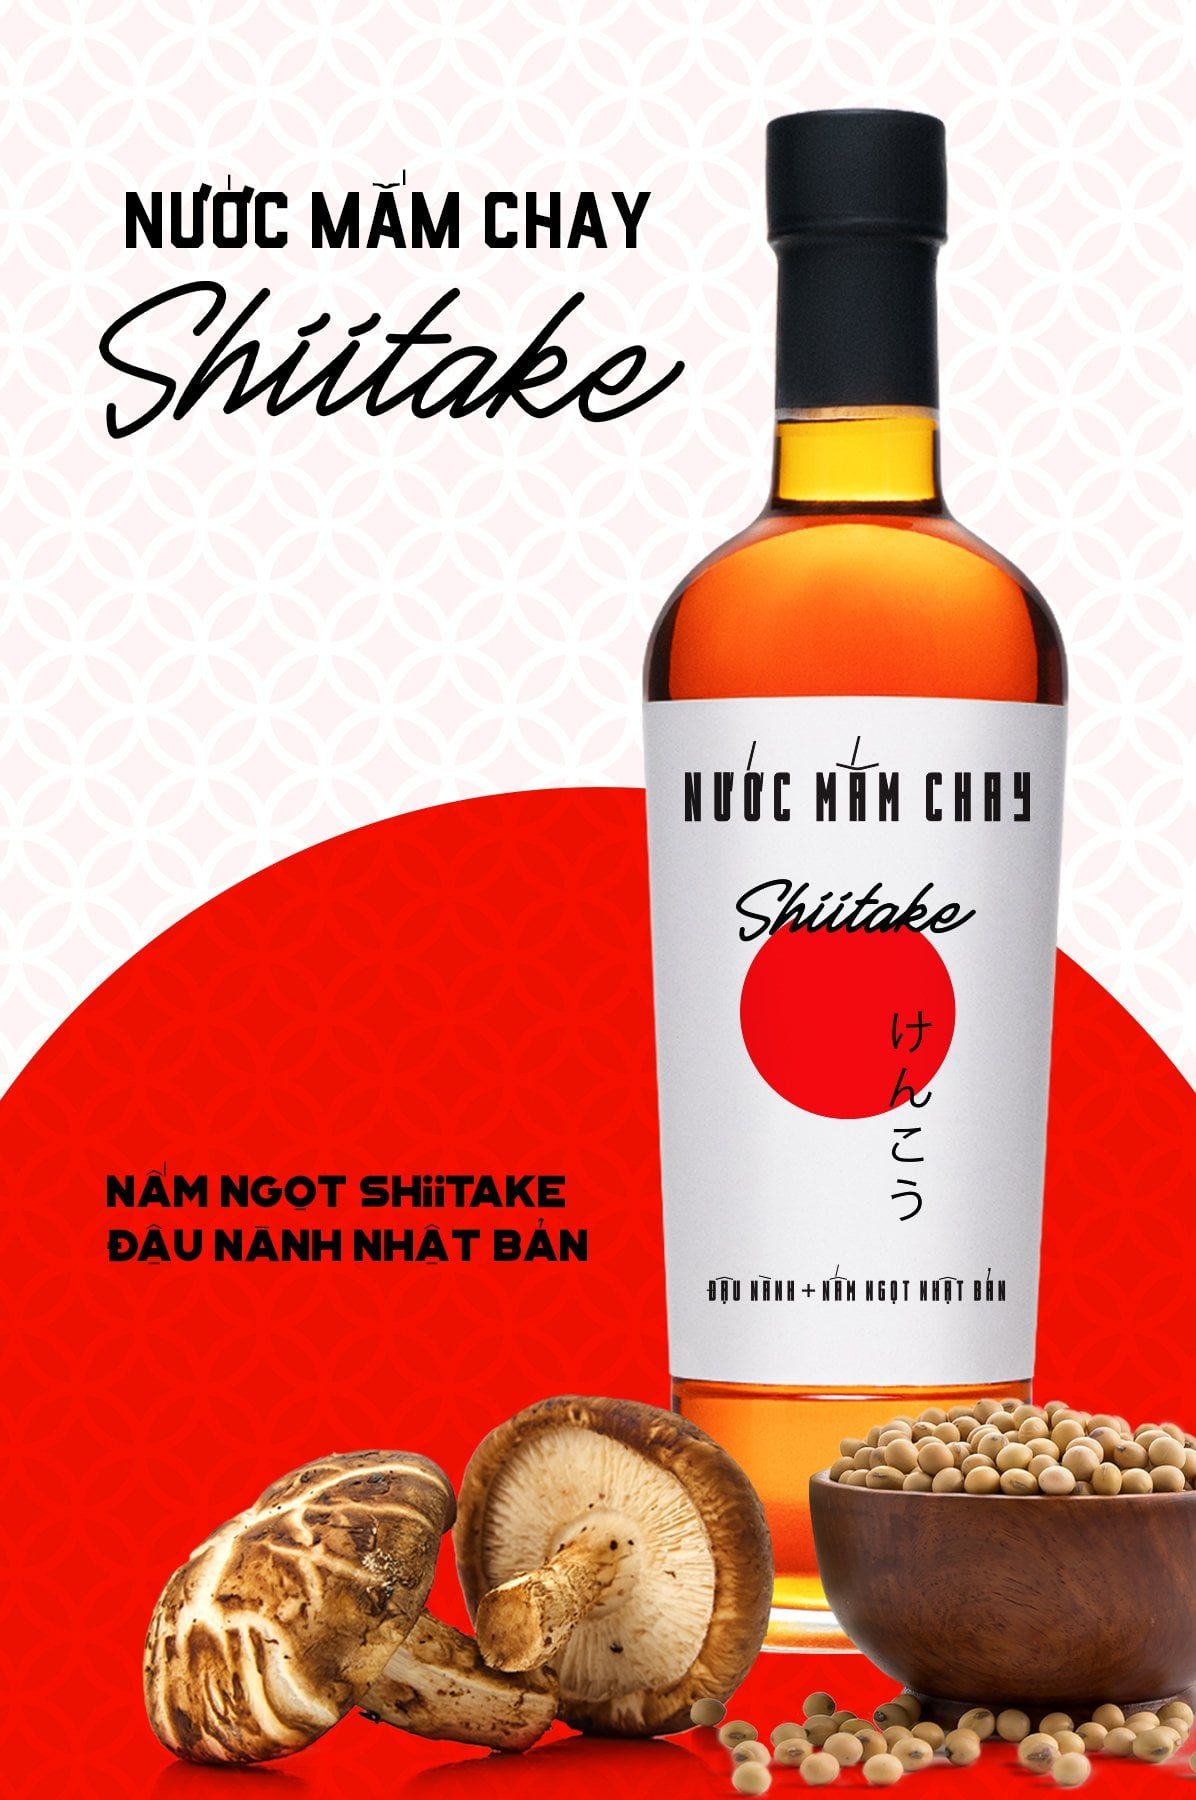 NƯỚC MẮM CHAY
Shiitake
NƯỚC MẮM CHAY
Shiitake
けんこう
NẤM NGỌT SHiiTAKE
ĐẬU NÀNH NHẬT BẢN
ĐẬU NÀNH + NẤM NGỌT NHẬT BẢN